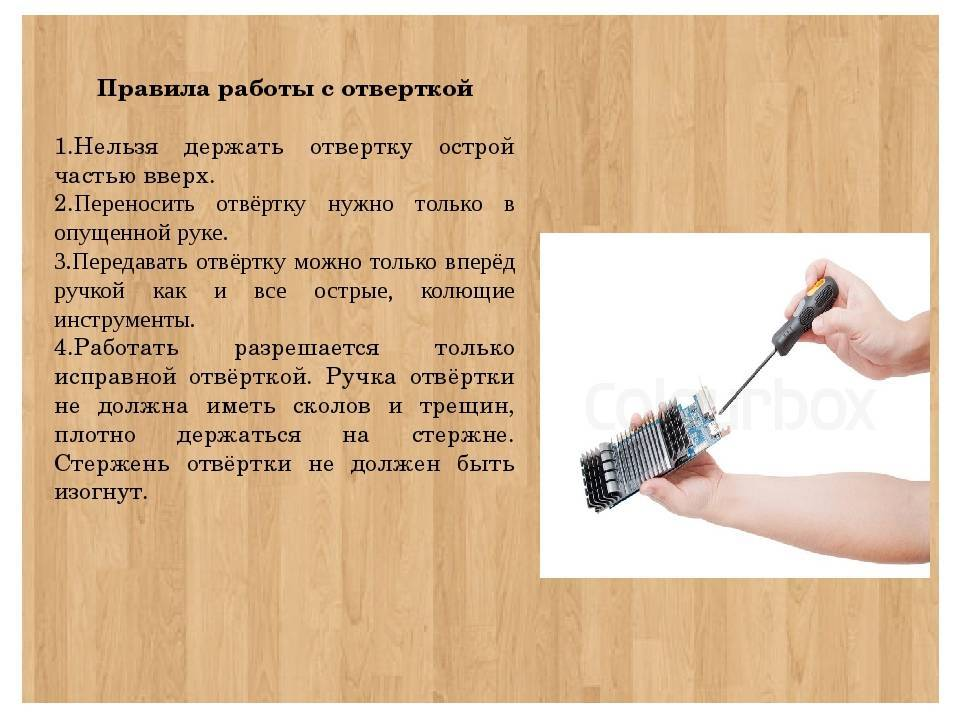 Правила работы с отверткой
1.Нельзя держать отвертку острой
частью вверх.
2.Переносить отвёртку нужно только в
опущенной руке.
3.Передавать отвёртку можно только вперёд
ручкой как и все острые, колющие
инструменты.
4.Работать разрешается только
исправной отвёрткой. Ручка отвёртки
не должна иметь сколов и трещин,
плотно держаться на стержне.
Стержень отвёртки не должен быть
изогнут.